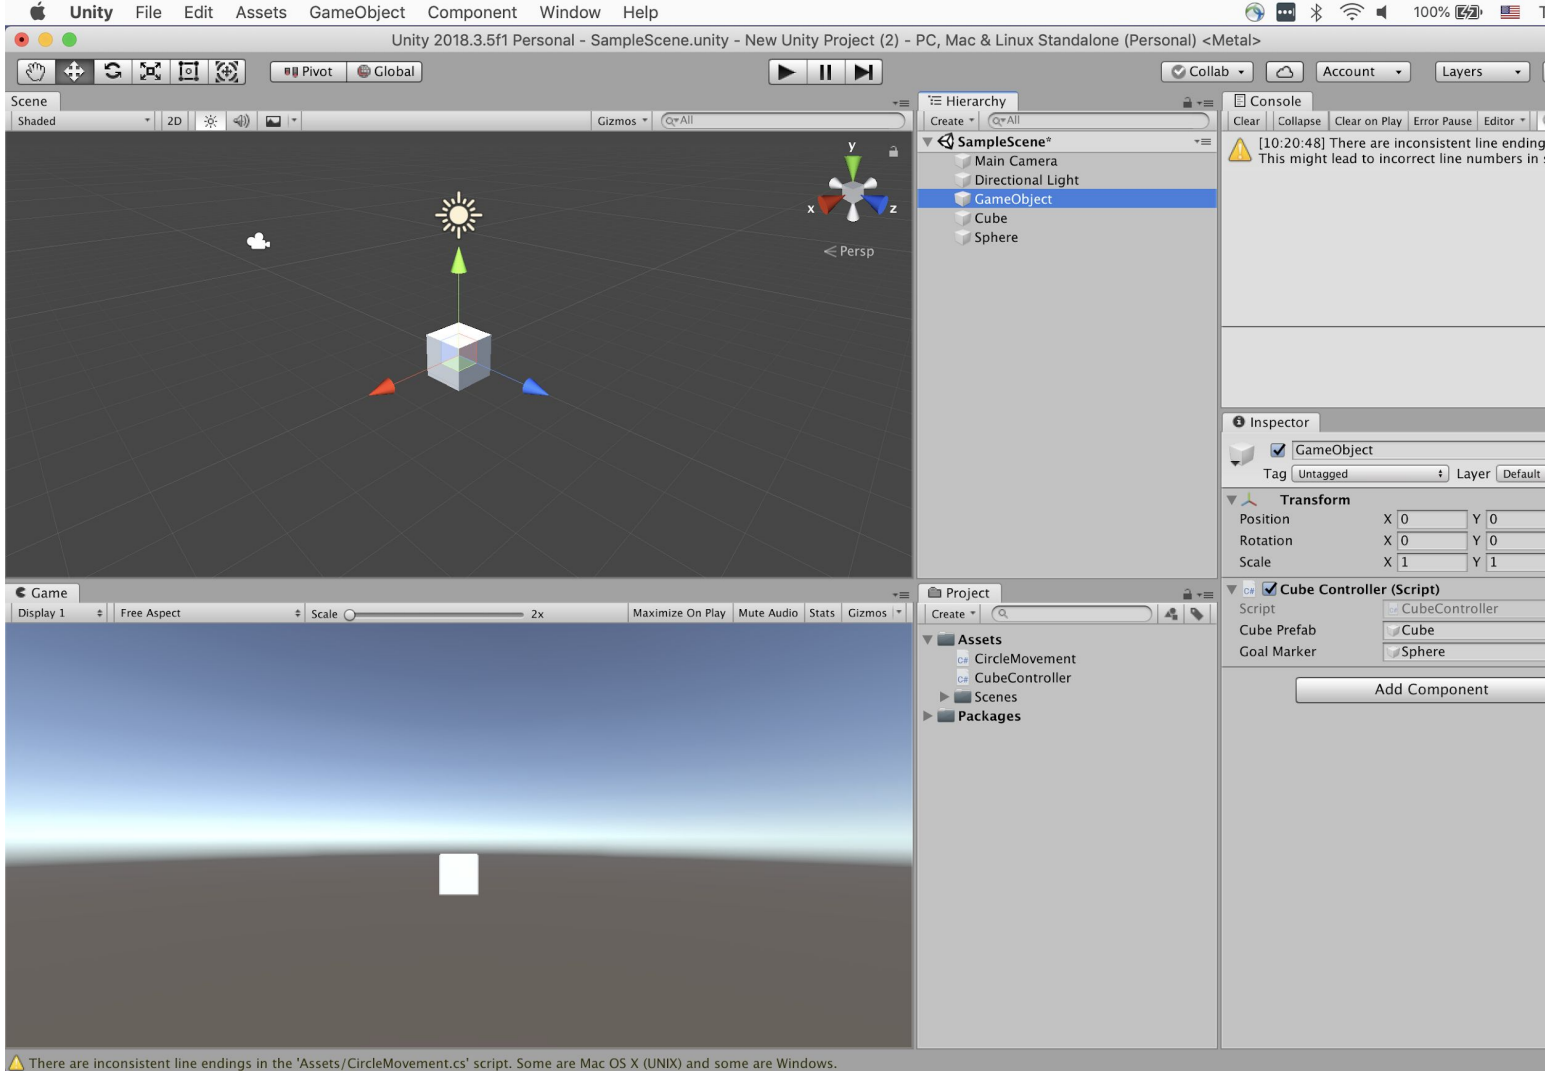 Unity File Edit Assets GameObject Component Window Help 100%
Unity 2018.3.5f1 Personal - SampleScene.unity - New Unity Project (2) - PC, Mac & Linux Standalone (Personal) <Metal>
Pivot Global Collab Account Layers
Scene
Shaded 2D Gizmos All
y
x
z
Persp
Hierarchy
Create All
SampleScene*
Main Camera
Directional Light
GameObject
Cube
Sphere
Console
Clear Collapse Clear on Play Error Pause Editor
[10:20:48] There are inconsistent line ending
This might lead to incorrect line numbers in
Inspector
GameObject
Tag Untagged Layer Default
Transform
Position X 0 Y 0
Rotation X 0 Y 0
Scale X 1 Y 1
Cube Controller (Script)
Script CubeController
Cube Prefab Cube
Goal Marker Sphere
Add Component
Game
Display 1 Free Aspect Scale 2x Maximize On Play Mute Audio Stats Gizmos
Project
Create
Assets
C# CircleMovement
C# CubeController
Scenes
Packages
There are inconsistent line endings in the 'Assets/CircleMovement.cs' script. Some are Mac OS X (UNIX) and some are Windows.